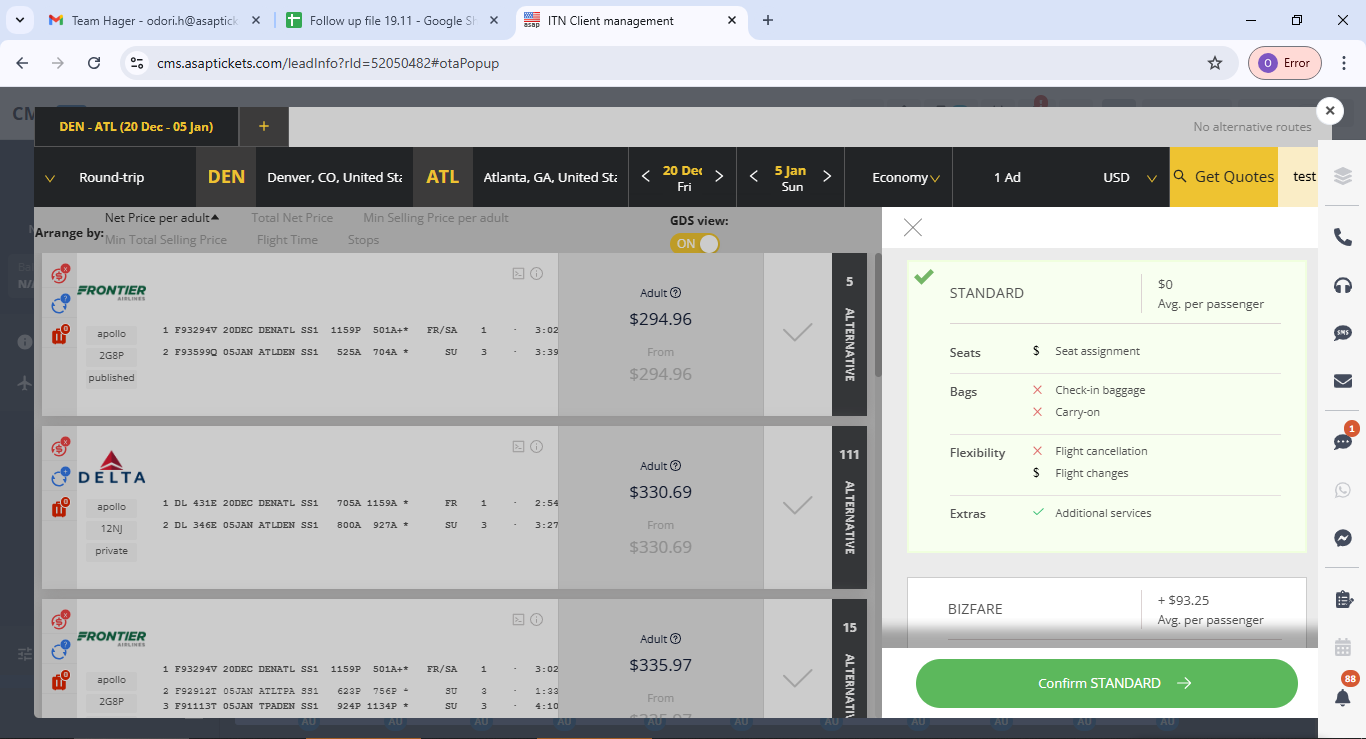 Team Hager - odori.h@asaptick
Follow up file 19.11 - Google Sh
ITN Client management
cms.asaptickets.com/leadInfo?rId=52050482#otaPopup
O Error
DEN - ATL (20 Dec - 05 Jan)
+
No alternative routes
Round-trip
DEN
Denver, CO, United Sta
ATL
Atlanta, GA, United Sta
20 Dec
Fri
5 Jan
Sun
Economy
1 Ad
USD
Get Quotes
test
Arrange by:
Net Price per adult
Total Net Price
Min Selling Price per adult
Min Total Selling Price
Flight Time
Stops
GDS view:
ON
FRONTIER
AIRLINES
apollo
2G8P
published
1 F93294V 20DEC DENATL SS1 1159P 501A+* FR/SA 1 · 3:02
2 F93599Q 05JAN ATLDEN SS1 525A 704A * SU 3 · 3:39
Adult
$294.96
From
$294.96
5
ALTERNATIVE
DELTA
apollo
12NJ
private
1 DL 431E 20DEC DENATL SS1 705A 1159A * FR 1 · 2:54
2 DL 346E 05JAN ATLDEN SS1 800A 927A * SU 3 · 3:27
Adult
$330.69
From
$330.69
111
ALTERNATIVE
FRONTIER
AIRLINES
apollo
2G8P
1 F93294V 20DEC DENATL SS1 1159P 501A+* FR/SA 1 · 3:02
2 F92912T 05JAN ATLTPA SS1 623P 756P * SU 3 · 1:33
3 F91113T 05JAN TPADEN SS1 924P 1134P * SU 3 · 4:10
Adult
$335.97
From
$335.97
15
ALTERNATIVE
STANDARD
$0
Avg. per passenger
Seats
$ Seat assignment
Bags
Check-in baggage
Carry-on
Flexibility
Flight cancellation
$ Flight changes
Extras
Additional services
BIZFARE
+ $93.25
Avg. per passenger
Confirm STANDARD
SMS
1
88